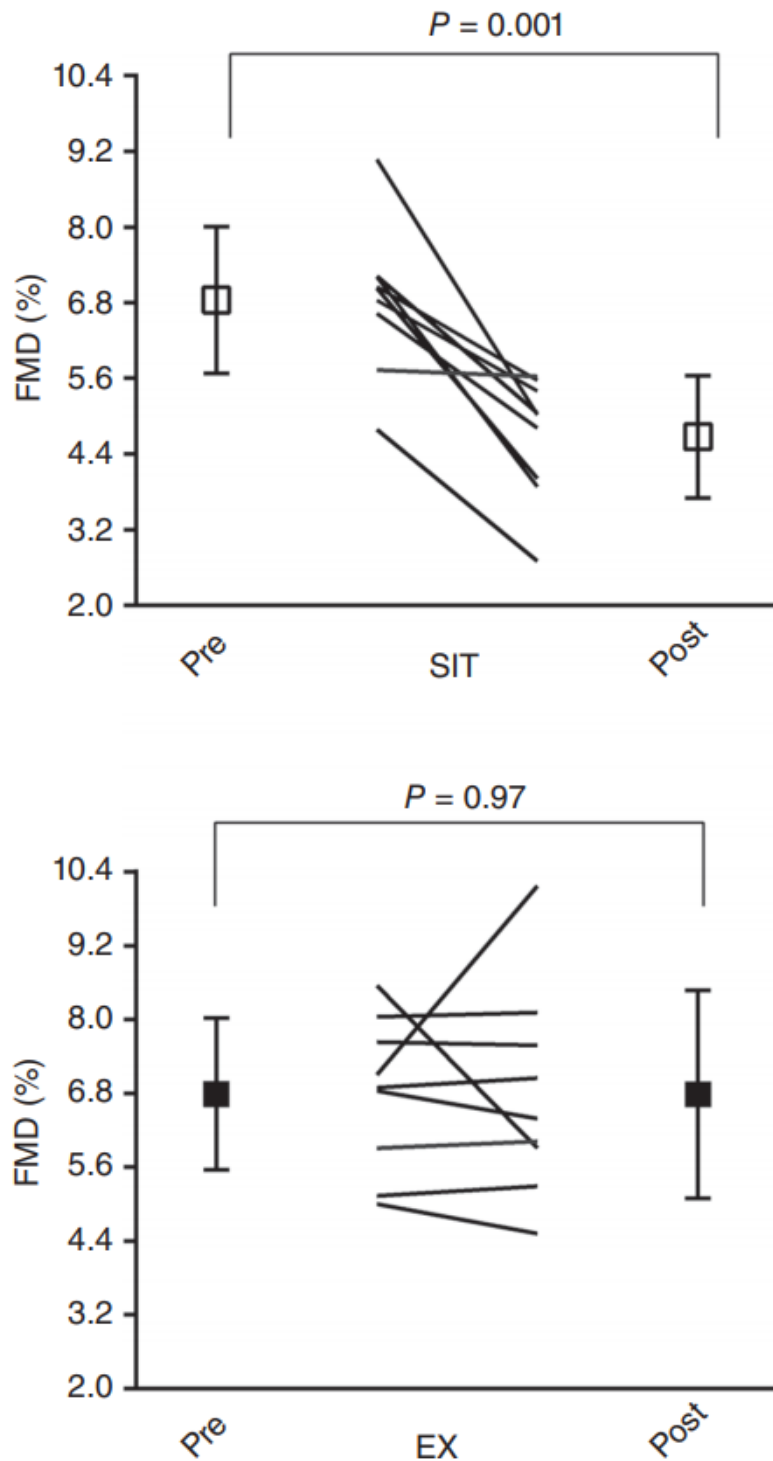 P = 0.001
10.4
9.2
8.0
6.8
5.6
4.4
3.2
2.0
FMD (%)
Pre
SIT
Post
P = 0.97
10.4
9.2
8.0
6.8
5.6
4.4
3.2
2.0
FMD (%)
Pre
EX
Post